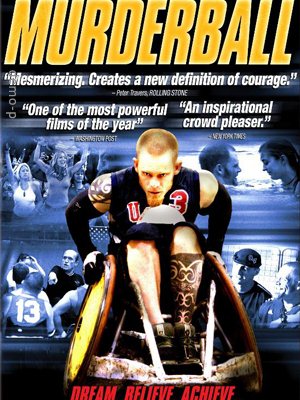 MURDERBALL
"Mesmerizing. Creates a new definition of courage."
– Peter Travers, ROLLING STONE
"One of the most powerful
films of the year"
– WASHINGTON POST
"An inspirational
crowd pleaser."
– NEW YORK TIMES
U 3
13
DREAM. BELIEVE. ACHIEVE.